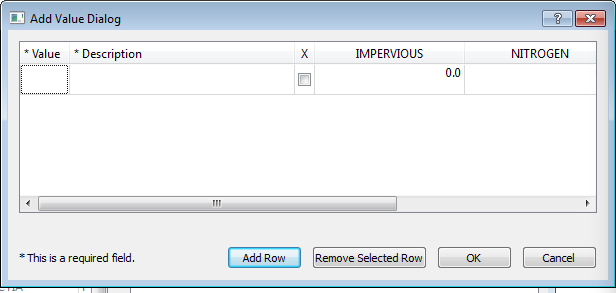 Add Value Dialog
* Value * Description X IMPERVIOUS NITROGEN
0.0
* This is a required field. Add Row Remove Selected Row OK Cancel